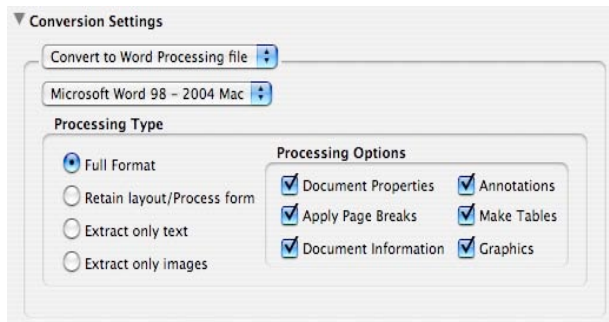 Conversion Settings
Convert to Word Processing file
Microsoft Word 98 – 2004 Mac
Processing Type
Full Format
Retain layout/Process form
Extract only text
Extract only images
Processing Options
Document Properties
Annotations
Apply Page Breaks
Make Tables
Document Information
Graphics